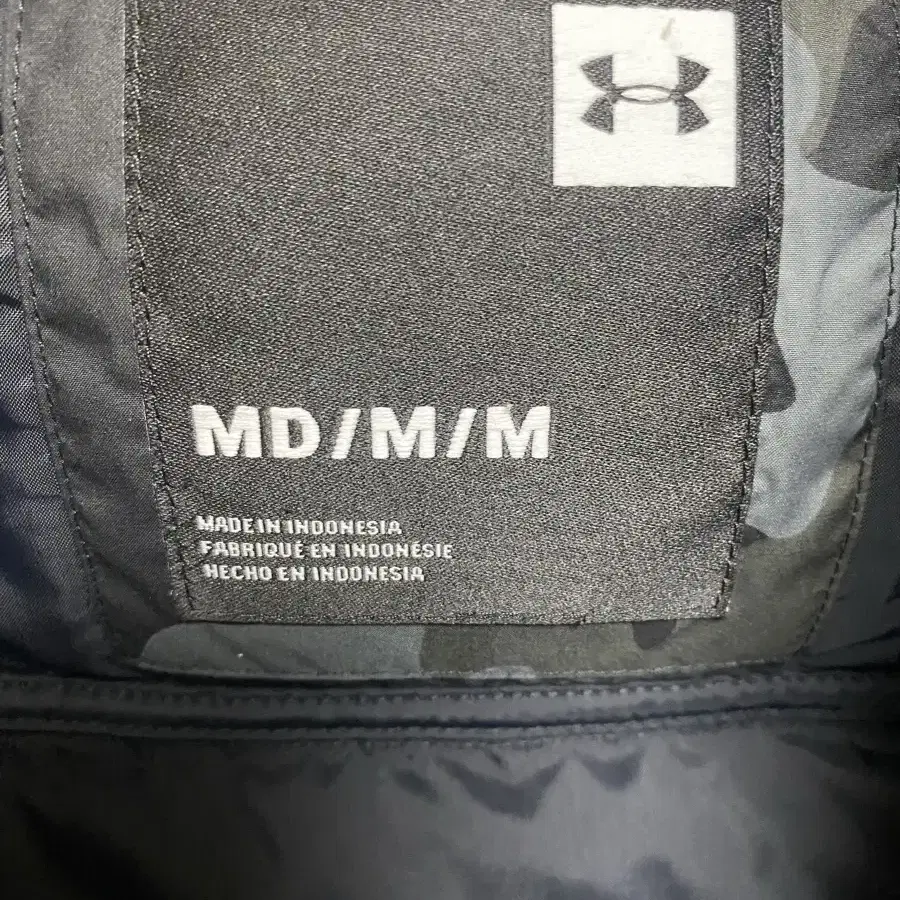 MD/M/M
MADE IN INDONESIA
FABRIQUÉ EN INDONÉSIE
HECHO EN INDONESIA